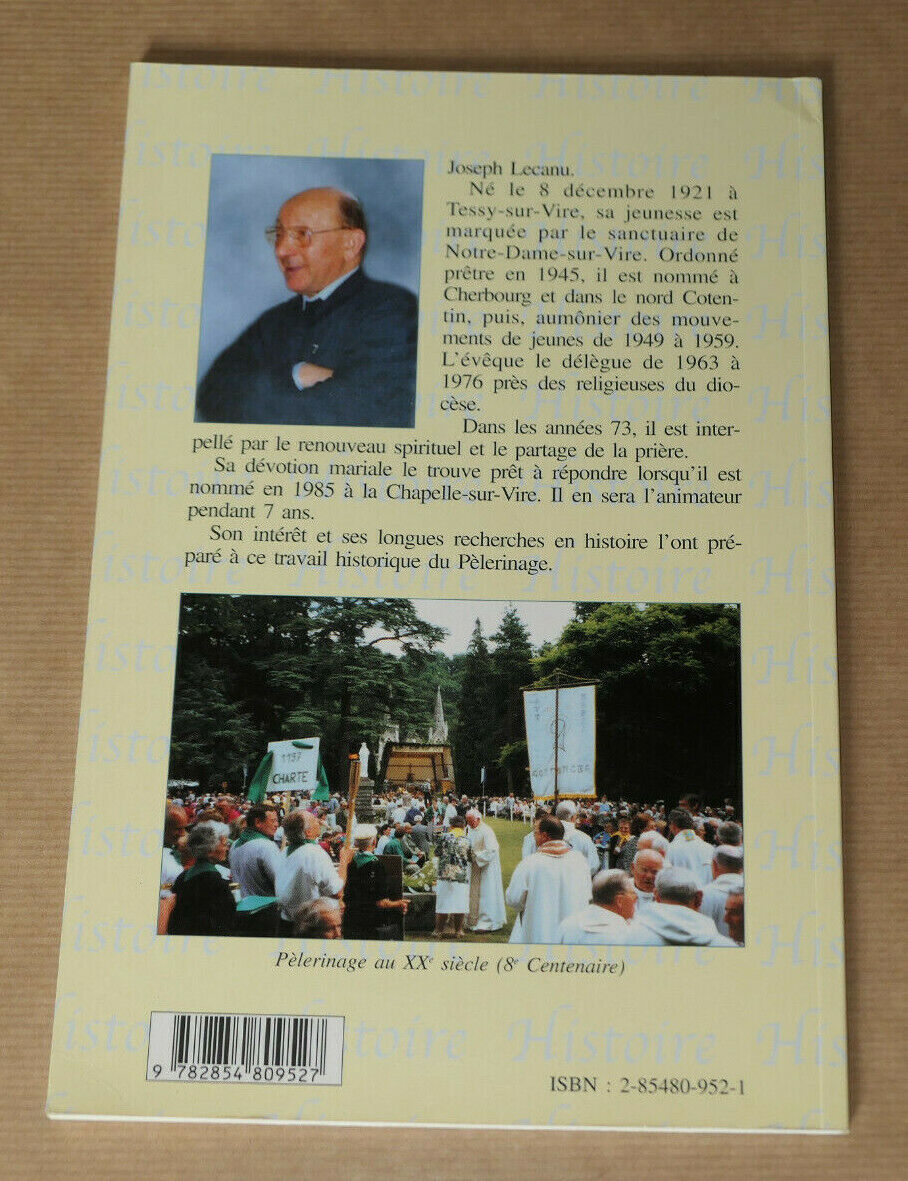 Joseph Lecanu.
Né le 8 décembre 1921 à
Tessy-sur-Vire, sa jeunesse est
marquée par le sanctuaire de
Notre-Dame-sur-Vire. Ordonné
prêtre en 1945, il est nommé à
Cherbourg et dans le nord Coten-
tin, puis, aumônier des mouve-
ments de jeunes de 1949 à 1959.
L'évêque le délègue de 1963 à
1976 près des religieuses du dio-
cèse.
Dans les années 73, il est inter-
pellé par le renouveau spirituel et le partage de la prière.
Sa dévotion mariale le trouve prêt à répondre lorsqu'il est
nommé en 1985 à la Chapelle-sur-Vire. Il en sera l'animateur
pendant 7 ans.
Son intérêt et ses longues recherches en histoire l'ont pré-
paré à ce travail historique du Pèlerinage.
1187
CHARTE
Pèlerinage au XXe siècle (8e Centenaire)
9 782854 809527
ISBN : 2-85480-952-1
Histoire